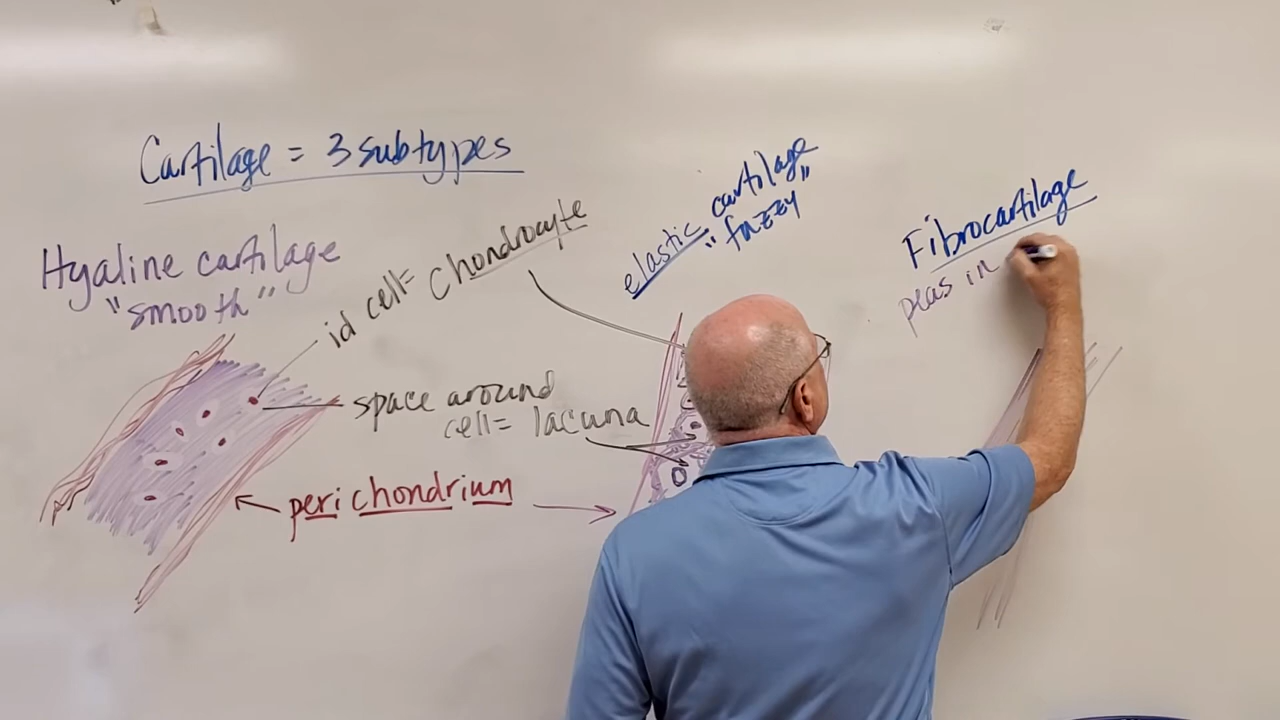 Cartilage = 3 subtypes
Hyaline cartilage
"smooth"
id cell= chondrocyte
space around
cell= lacuna
perichondrium
elastic cartilage
"fuzzy"
Fibrocartilage
peas in